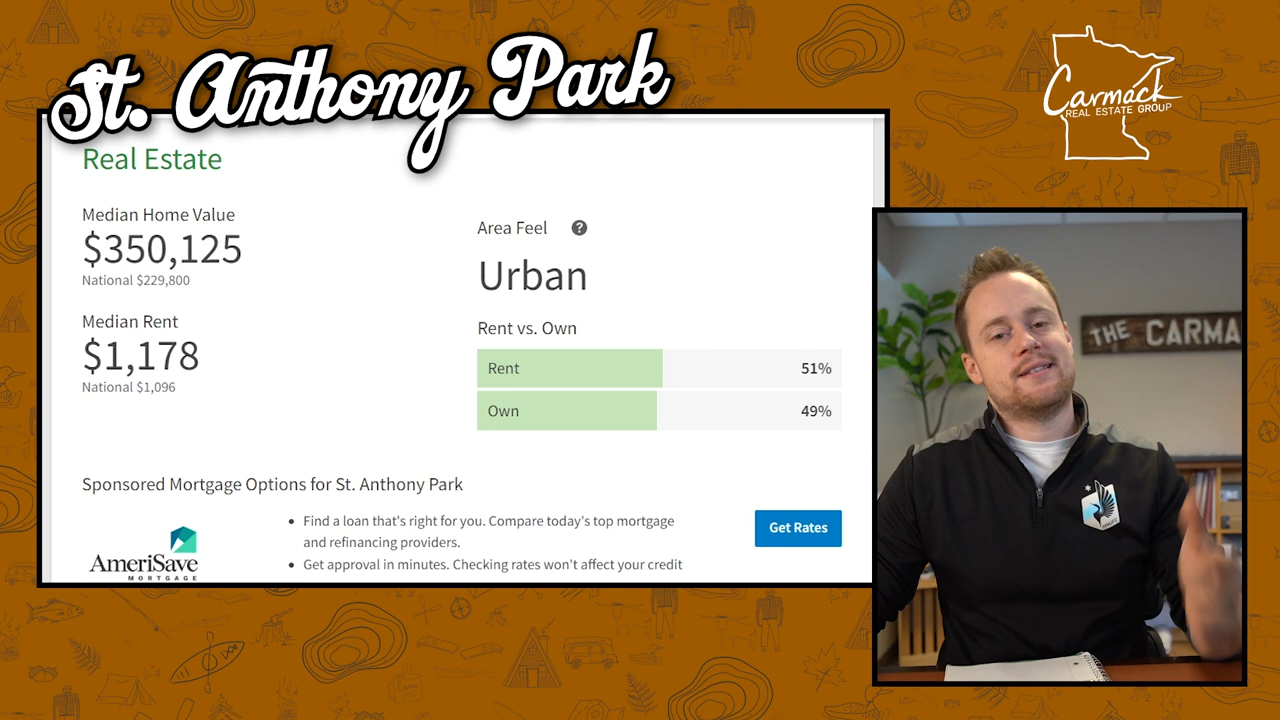 St. Anthony Park
Carmack
REAL ESTATE GROUP
Real Estate
Median Home Value
$350,125
National $229,800
Median Rent
$1,178
National $1,096
Area Feel ?
Urban
Rent vs. Own
Rent 51%
Own 49%
Sponsored Mortgage Options for St. Anthony Park
AmeriSave
MORTGAGE
• Find a loan that's right for you. Compare today's top mortgage
and refinancing providers.
• Get approval in minutes. Checking rates won't affect your credit
Get Rates
THE CARMA